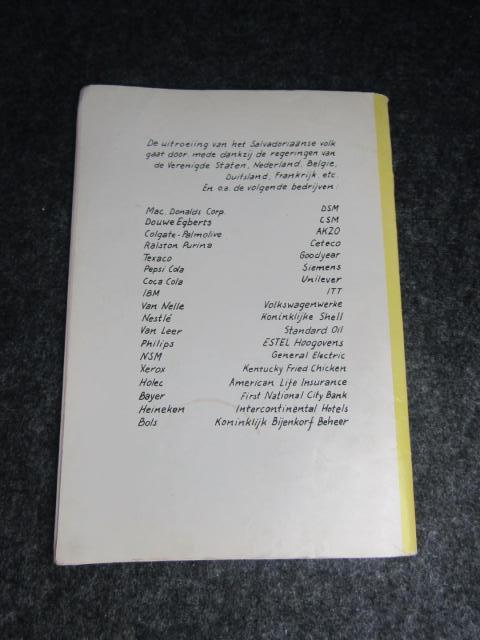 De uitroeiing van het Salvadoriaanse volk
gaat door, mede dankzij de regeringen van
de Verenigde Staten, Nederland, Belgie,
Duitsland, Frankrijk, etc.
En o.a. de volgende bedrijven:
Mac. Donalds Corp. DSM
Douwe Egberts CSM
Colgate-Palmolive AKZO
Ralston Purina Ceteco
Texaco Goodyear
Pepsi Cola Siemens
Coca Cola Unilever
IBM ITT
Van Nelle Volkswagenwerke
Nestlé Koninklijke Shell
Van Leer Standard Oil
Philips ESTEL Hoogovens
NSM General Electric
Xerox Kentucky Fried Chicken
Holec American Life Insurance
Bayer First National City Bank
Heineken Intercontinental Hotels
Bols Koninklijk Bijenkorf Beheer